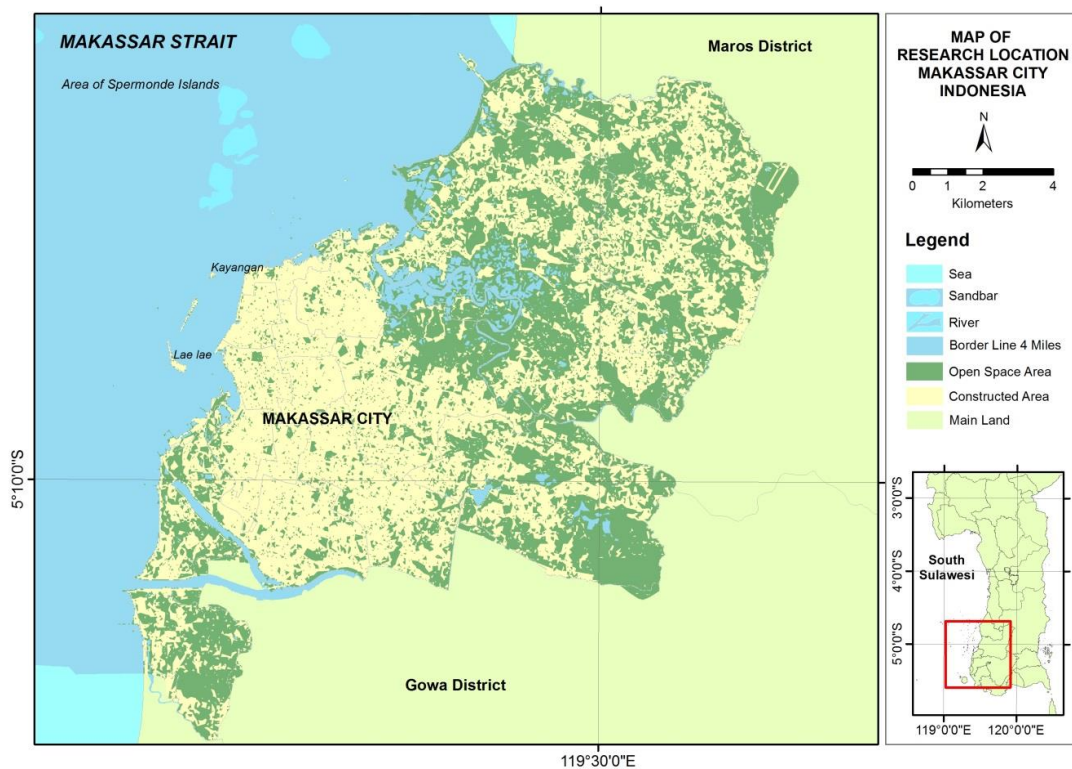 MAKASSAR STRAIT
Area of Spermonde Islands
Maros District
Kayangan
Lae lae
MAKASSAR CITY
Gowa District
5°10'0"S
119°30'0"E
MAP OF
RESEARCH LOCATION
MAKASSAR CITY
INDONESIA
N
0 1 2 4
Kilometers
Legend
Sea
Sandbar
River
Border Line 4 Miles
Open Space Area
Constructed Area
Main Land
3°0'0"S
4°0'0"S
5°0'0"S
South
Sulawesi
119°0'0"E 120°0'0"E